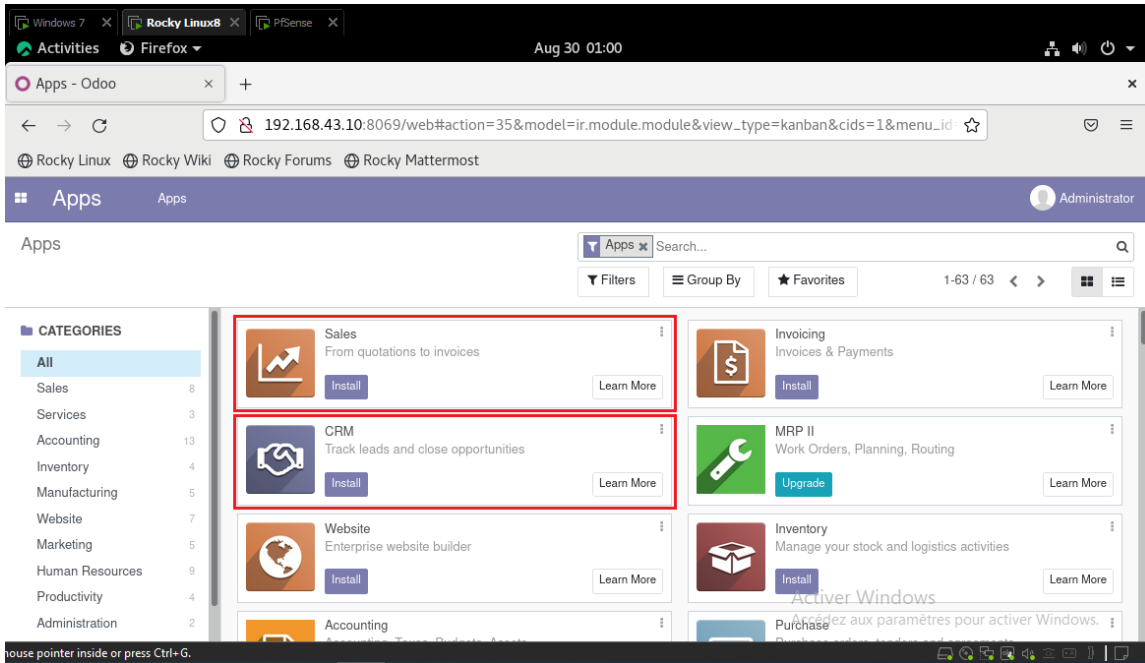 Windows 7
Rocky Linux8
PfSense
Activities
Firefox
Aug 30 01:00
Apps - Odoo
192.168.43.10:8069/web#action=35&model=ir.module.module&view_type=kanban&cids=1&menu_id
Rocky Linux
Rocky Wiki
Rocky Forums
Rocky Mattermost
Apps
Apps
Administrator
Apps
Apps
Search...
Filters
Group By
Favorites
1-63 / 63
CATEGORIES
All
Sales 8
Services 3
Accounting 13
Inventory 4
Manufacturing 5
Website 7
Marketing 5
Human Resources 9
Productivity 4
Administration 2
Sales
From quotations to invoices
Install
Learn More
Invoicing
Invoices & Payments
Install
Learn More
CRM
Track leads and close opportunities
Install
Learn More
MRP II
Work Orders, Planning, Routing
Upgrade
Learn More
Website
Enterprise website builder
Install
Learn More
Inventory
Manage your stock and logistics activities
Install
Learn More
Accounting
Purchase
Activer Windows
Accédez aux paramètres pour activer Windows.
mouse pointer inside or press Ctrl+G.